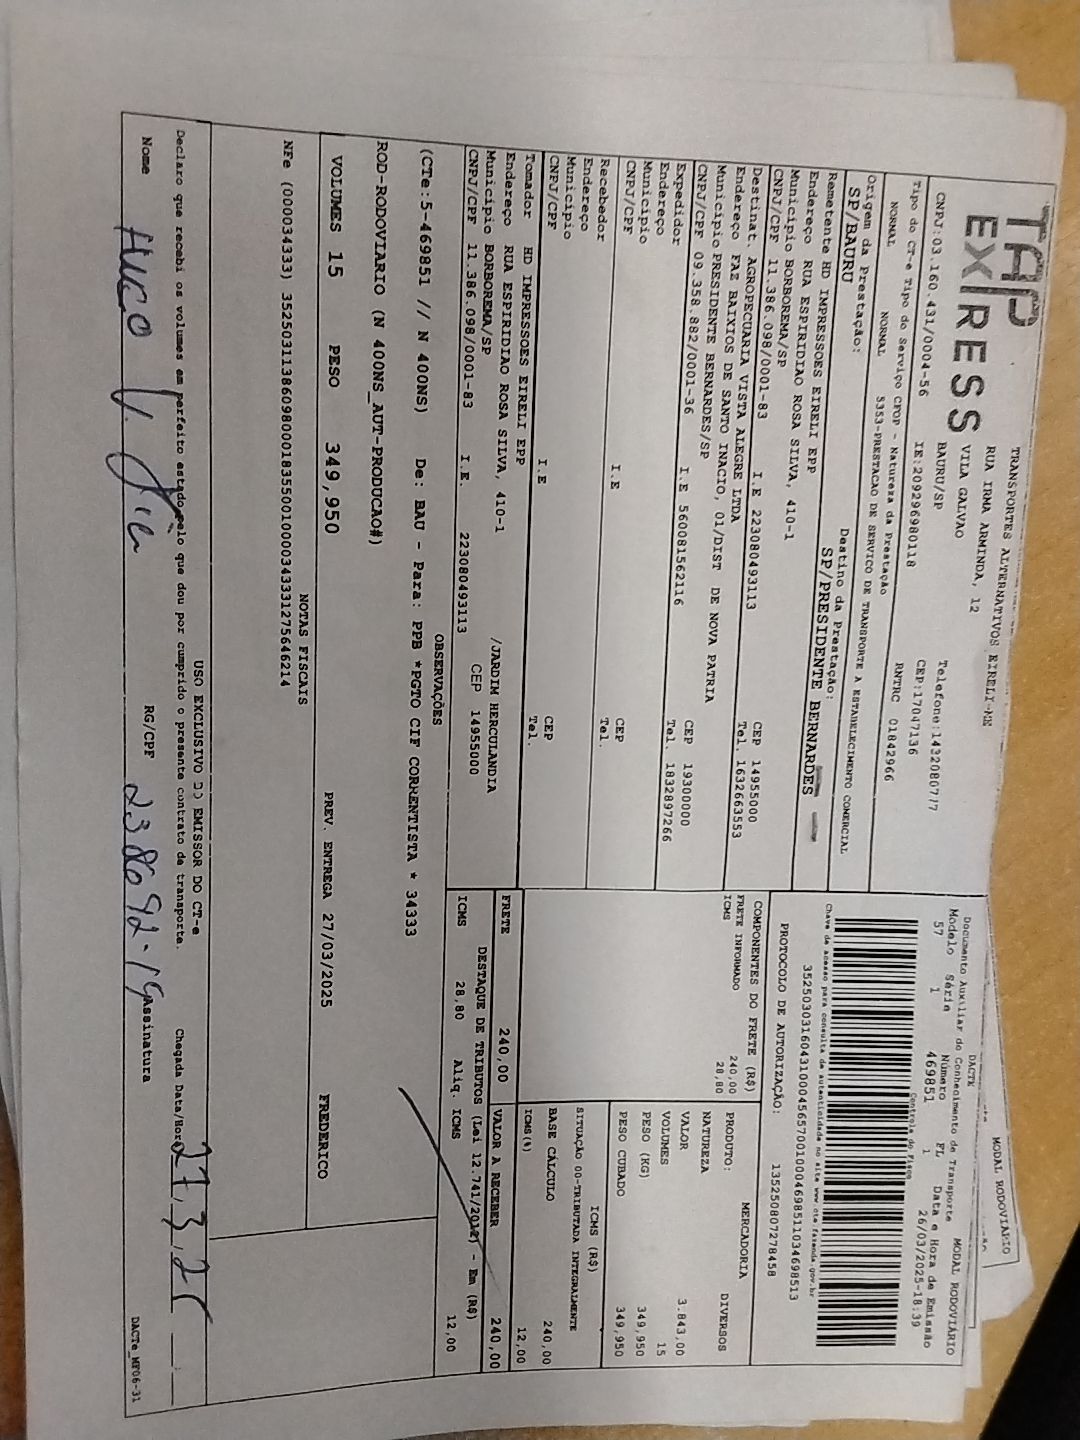 TAP
EXPRESS
TRANSPORTES ALTERNATIVOS EIRELI-ME
RUA IRMA ARMINDA, 12
VILA GALVAO
BAURU/SP
Telefone:1432080777
CEP:17047136
CNPJ:03.160.431/0004-56
IE:209296980118
RNTRC 01842966
Tipo do CT-e Tipo do Serviço CFOP - Natureza da Prestação
NORMAL NORMAL 5353-PRESTACAO DE SERVICO DE TRANSPORTE A ESTABELECIMENTO COMERCIAL
Origem da Prestação:
SP/BAURU
Destino da Prestação:
SP/PRESIDENTE BERNARDES
MODAL RODOVIÁRIO
DACTE
MODAL RODOVIÁRIO
Documento Auxiliar do Conhecimento de Transporte
Modelo Série Número FL Data e Hora de Emissão
57 1 469851 1 26/03/2025-18:39
Controle do Fisco
Chave de acesso para consulta de autenticidade no site www.cte.fazenda.gov.br
35250303160431000456570010004698511034698513
PROTOCOLO DE AUTORIZAÇÃO: 135250807278458
Remetente HD IMPRESSOES EIRELI EPP
Endereço RUA ESPIRIDIAO ROSA SILVA, 410-1
Município BORBOREMA/SP CEP 14955000
CNPJ/CPF 11.386.098/0001-83 I.E 223080493113 Tel. 1632663553
Destinat. AGROPECUARIA VISTA ALEGRE LTDA
Endereço FAZ BAIXIOS DE SANTO INACIO, 01/DIST DE NOVA PATRIA
Município PRESIDENTE BERNARDES/SP CEP 19300000
CNPJ/CPF 09.358.882/0001-36 I.E 560081562116 Tel. 1832897266
Expedidor
Endereço
Município CEP
CNPJ/CPF I.E Tel.
Recebedor
Endereço
Município CEP
CNPJ/CPF I.E Tel.
Tomador HD IMPRESSOES EIRELI EPP
Endereço RUA ESPIRIDIAO ROSA SILVA, 410-1 /JARDIM HERCULANDIA
Município BORBOREMA/SP CEP 14955000
CNPJ/CPF 11.386.098/0001-83 I.E. 223080493113
COMPONENTES DO FRETE (R$)
FRETE INFORMADO 240,00
ICMS 28,80
PRODUTO: MERCADORIA
NATUREZA DIVERSOS
VALOR 3.843,00
VOLUMES 15
PESO (KG) 349,950
PESO CUBADO 349,950
ICMS (R$)
SITUAÇÃO 00-TRIBUTADA INTEGRALMENTE
BASE CÁLCULO 240,00
ICMS(%) 12,00
FRETE 240,00 VALOR A RECEBER 240,00
DESTAQUE DE TRIBUTOS (Lei 12.741/2012) - Em (R$)
ICMS 28,80 Aliq. ICMS 12,00
OBSERVAÇÕES
(CTe:5-469851 // N 400NS) De: BAU - Para: PPB *PGTO CIF CORRENTISTA * 34333
ROD-RODOVIARIO (N 400NS_AUT-PRODUCAO#)
VOLUMES 15 PESO 349,950 PREV. ENTREGA 27/03/2025 FREDERICO
NOTAS FISCAIS
NFe (000034333) 35250311386098000183550010000343331275646214
USO EXCLUSIVO DO EMISSOR DO CT-e
Declaro que recebi os volumes em perfeito estado pelo que dou por cumprido o presente contrato de transporte. Chegada Data/Hora 27,3,25
Nome RG/CPF Assinatura
DACTe_MF06-31